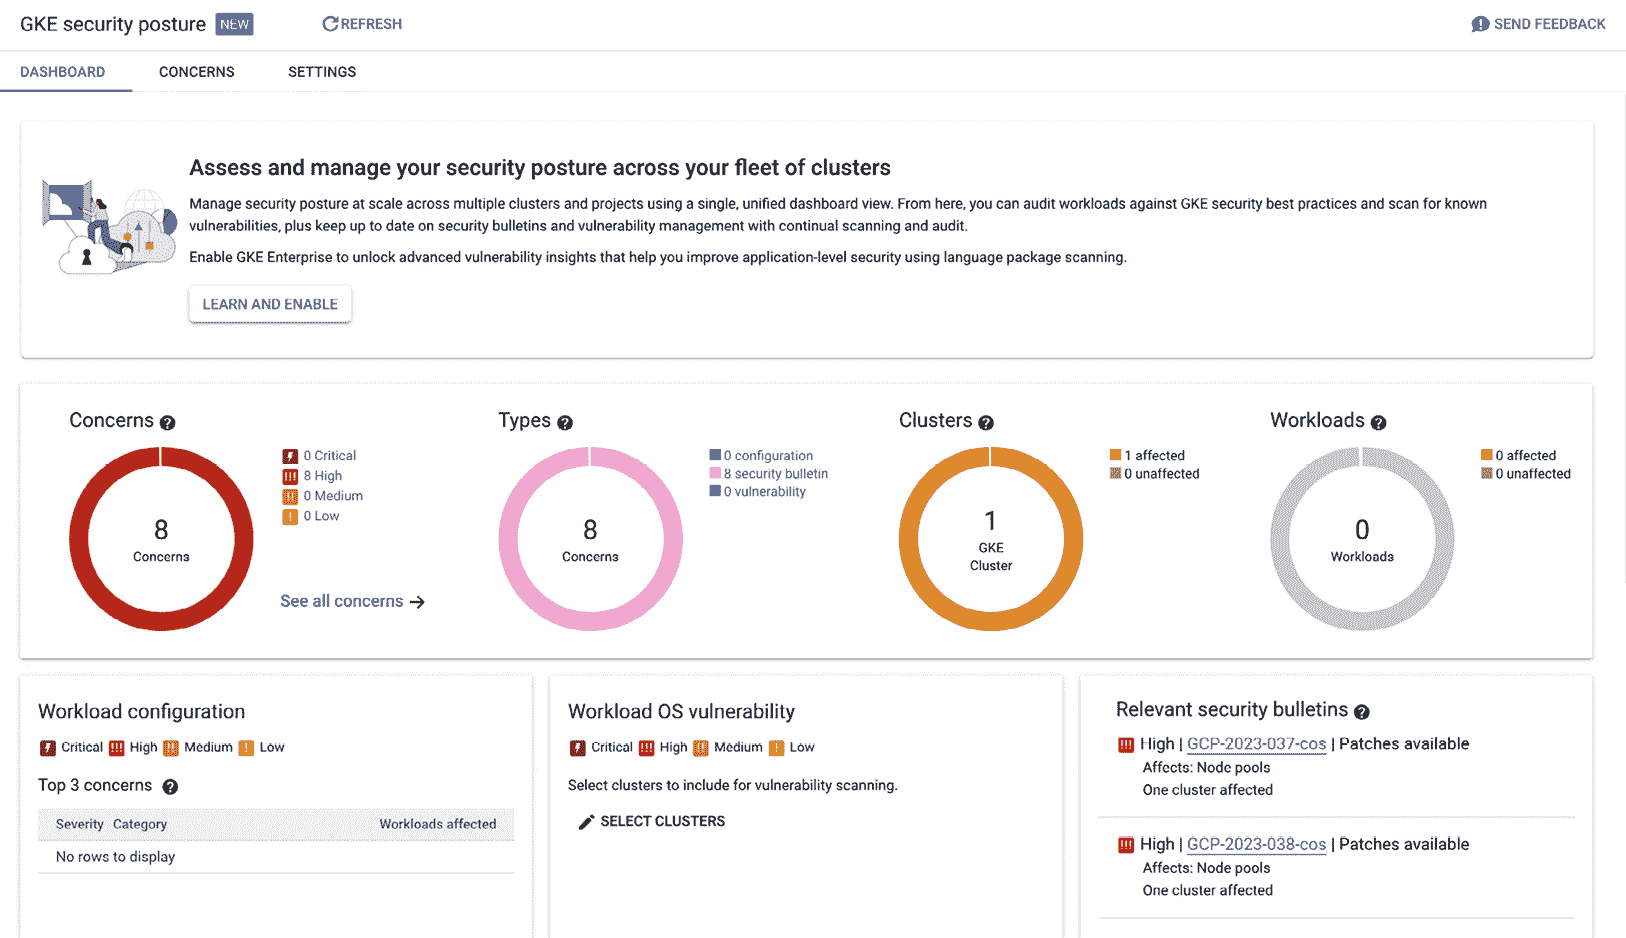 GKE security posture NEW REFRESH SEND FEEDBACK
DASHBOARD CONCERNS SETTINGS
Assess and manage your security posture across your fleet of clusters
Manage security posture at scale across multiple clusters and projects using a single, unified dashboard view. From here, you can audit workloads against GKE security best practices and scan for known
vulnerabilities, plus keep up to date on security bulletins and vulnerability management with continual scanning and audit.
Enable GKE Enterprise to unlock advanced vulnerability insights that help you improve application-level security using language package scanning.
LEARN AND ENABLE
Concerns
0 Critical
8 High
0 Medium
0 Low
8
Concerns
See all concerns
Types
0 configuration
8 security bulletin
0 vulnerability
8
Concerns
Clusters
1 affected
0 unaffected
1
GKE
Cluster
Workloads
0 affected
0 unaffected
0
Workloads
Workload configuration
Critical High Medium Low
Top 3 concerns
Severity Category Workloads affected
No rows to display
Workload OS vulnerability
Critical High Medium Low
Select clusters to include for vulnerability scanning.
SELECT CLUSTERS
Relevant security bulletins
High | GCP-2023-037-cos | Patches available
Affects: Node pools
One cluster affected
High | GCP-2023-038-cos | Patches available
Affects: Node pools
One cluster affected